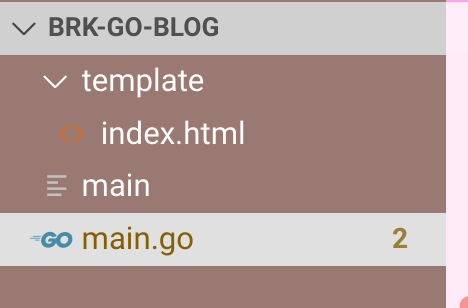 BRK-GO-BLOG
template
<> index.html
main
GO main.go 2